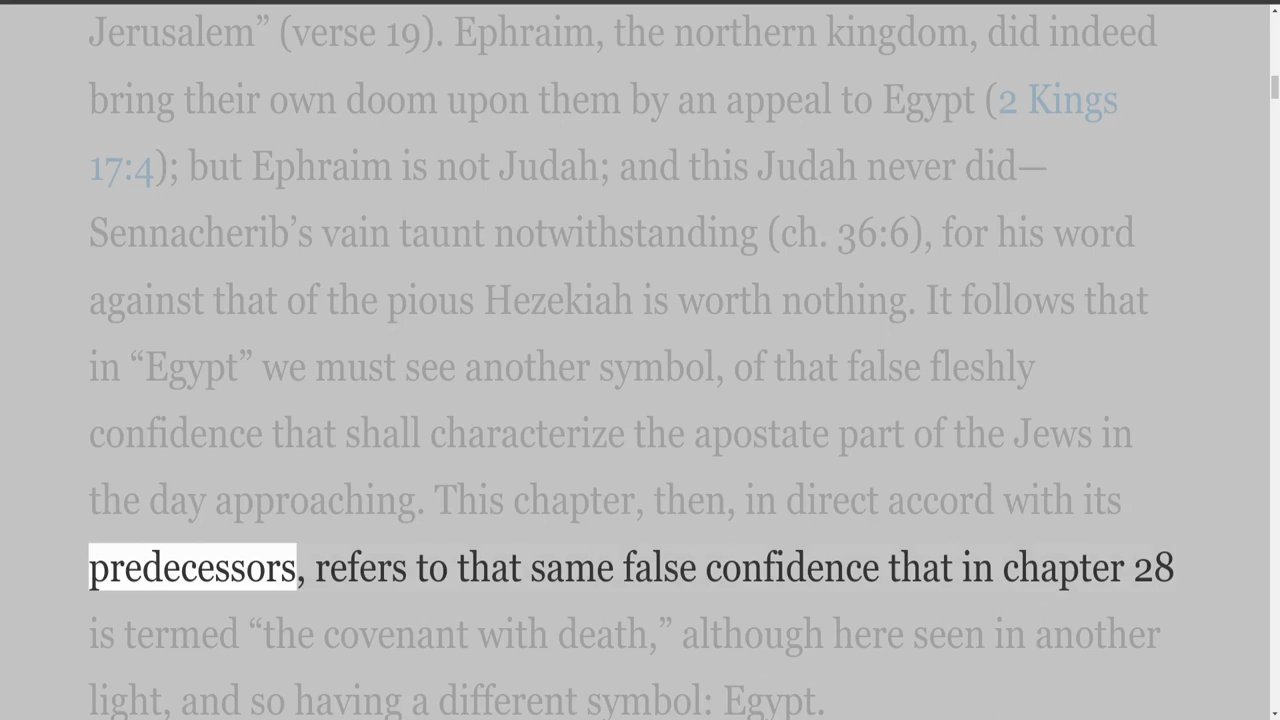 Jerusalem” (verse 19). Ephraim, the northern kingdom, did indeed
bring their own doom upon them by an appeal to Egypt (2 Kings
17:4); but Ephraim is not Judah; and this Judah never did—
Sennacherib’s vain taunt notwithstanding (ch. 36:6), for his word
against that of the pious Hezekiah is worth nothing. It follows that
in “Egypt” we must see another symbol, of that false fleshly
confidence that shall characterize the apostate part of the Jews in
the day approaching. This chapter, then, in direct accord with its
predecessors, refers to that same false confidence that in chapter 28
is termed “the covenant with death,” although here seen in another
light, and so having a different symbol: Egypt.